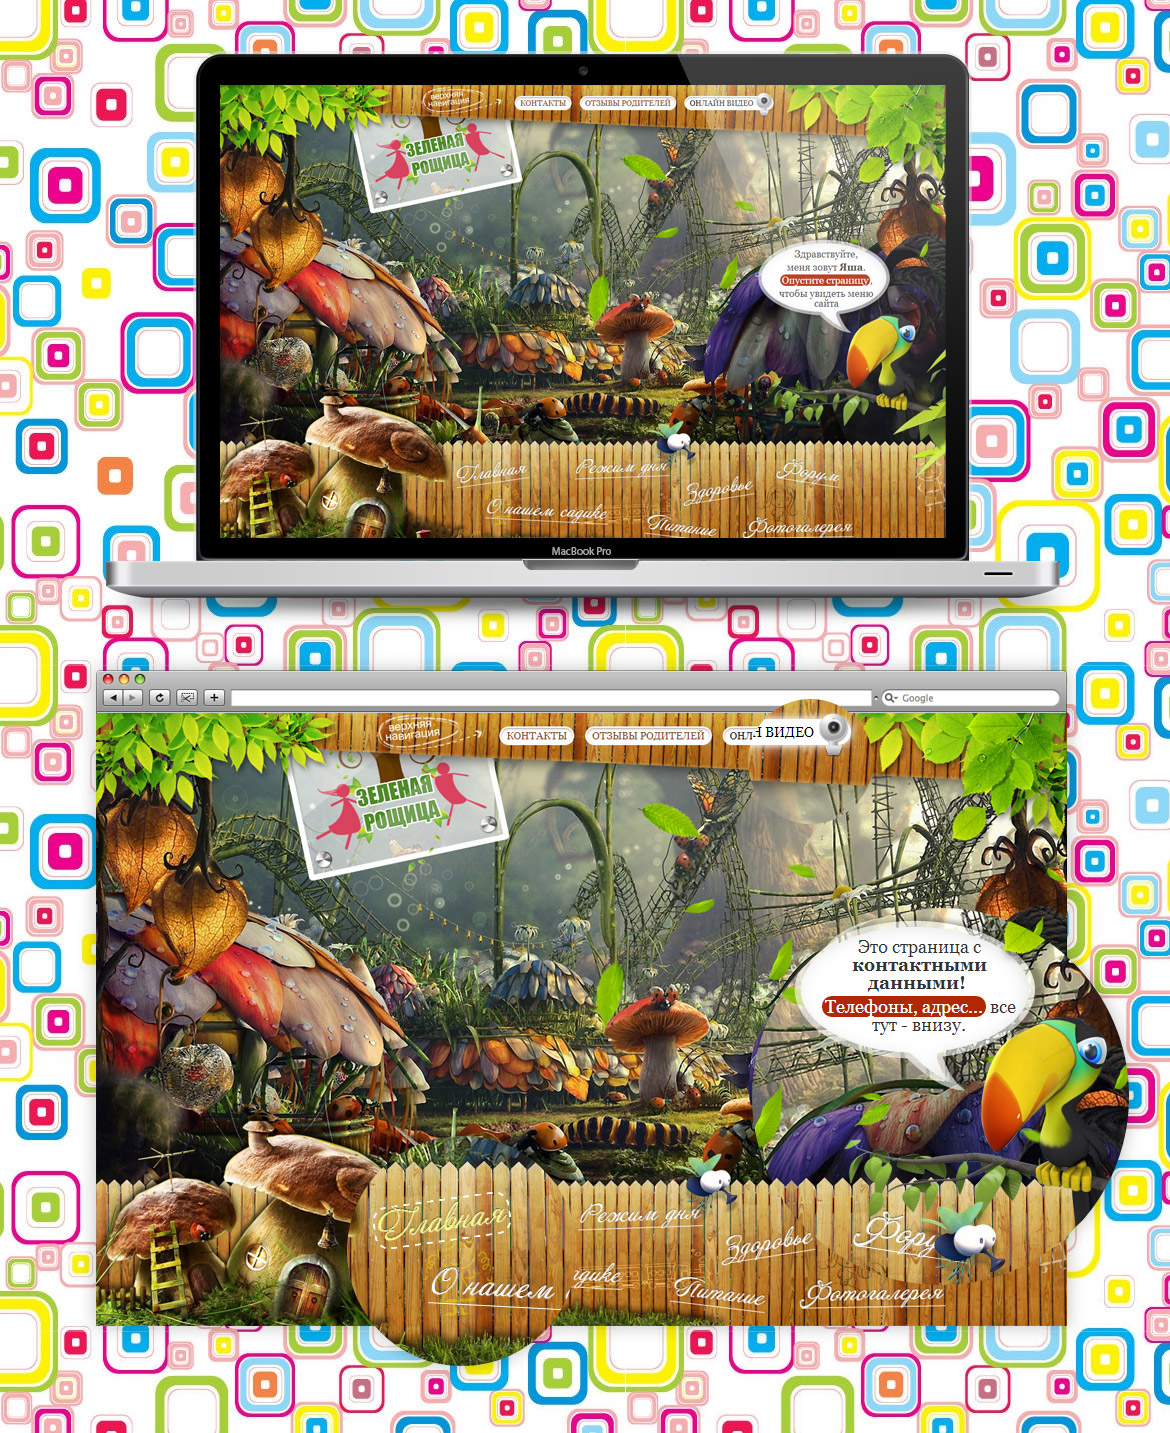 верхняя
навигация
КОНТАКТЫ
ОТЗЫВЫ РОДИТЕЛЕЙ
ОНЛАЙН ВИДЕО
ЗЕЛЕНАЯ
РОЩИЦА
Здравствуйте,
меня зовут Яша.
Опустите страницу,
чтобы увидеть меню
сайта
Главная
Режим дня
Здоровье
Форум
О нашем садике
Питание
Фотогалерея
MacBook Pro
Google
верхняя
навигация
КОНТАКТЫ
ОТЗЫВЫ РОДИТЕЛЕЙ
ОНЛ
Н ВИДЕО
ЗЕЛЕНАЯ
РОЩИЦА
Это страница с
контактными
данными!
Телефоны, адрес... все
тут - внизу.
Главная
Режим дня
Здоровье
Фору
О нашем
дике
Питание
Фотогалерея